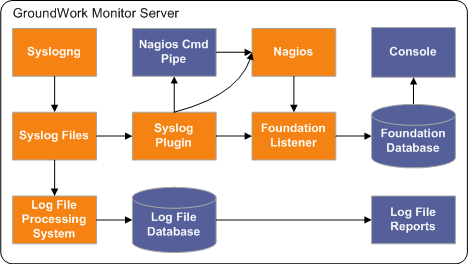 GroundWork Monitor Server
Syslogng
Nagios Cmd
Pipe
Nagios
Console
Syslog Files
Syslog
Plugin
Foundation
Listener
Foundation
Database
Log File
Processing
System
Log File
Database
Log File
Reports